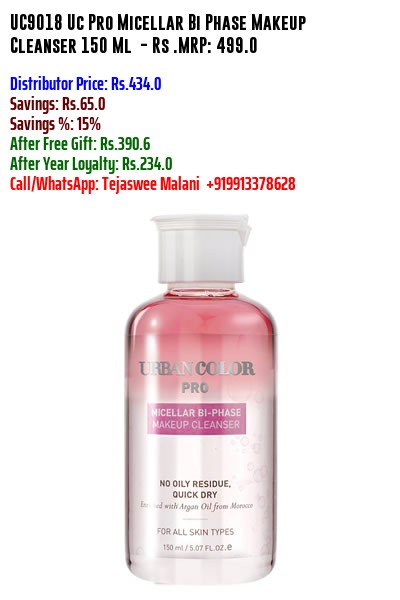 UC9018 Uc Pro Micellar Bi Phase Makeup
Cleanser 150 Ml - Rs .MRP: 499.0
Distributor Price: Rs.434.0
Savings: Rs.65.0
Savings %: 15%
After Free Gift: Rs.390.6
After Year Loyalty: Rs.234.0
Call/WhatsApp: Tejaswee Malani +919913378628
URBAN COLOR
PRO
MICELLAR BI-PHASE
MAKEUP CLEANSER
NO OILY RESIDUE,
QUICK DRY
Enriched with Argan Oil from Morocco
FOR ALL SKIN TYPES
150 ml / 5.07 FL.OZ.e